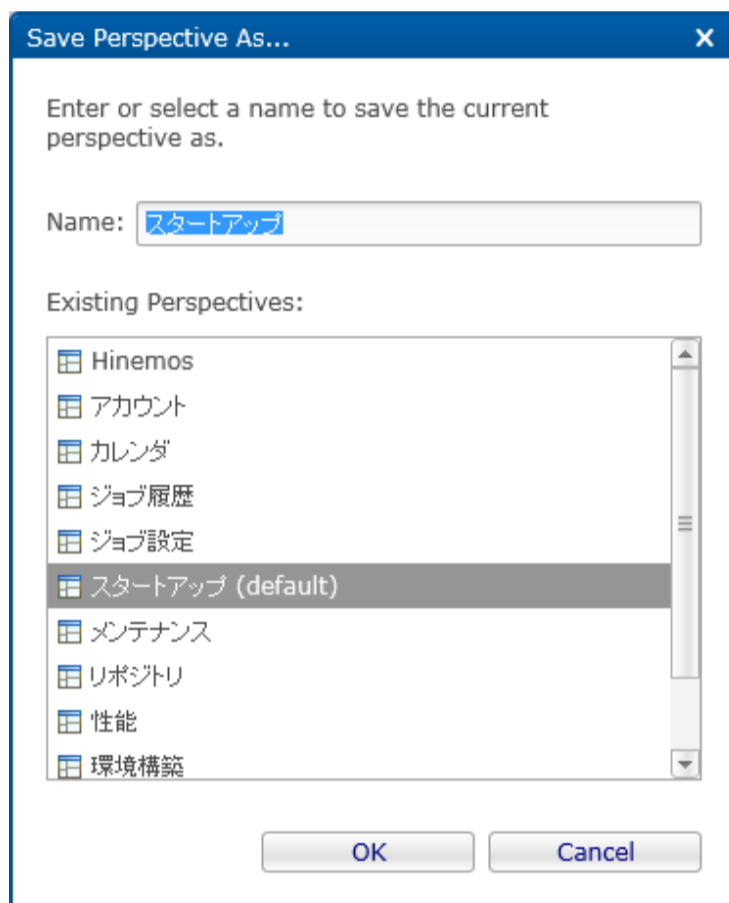 Save Perspective As...
Enter or select a name to save the current
perspective as.
Name: スタートアップ
Existing Perspectives:
Hinemos
アカウント
カレンダ
ジョブ履歴
ジョブ設定
スタートアップ (default)
メンテナンス
リポジトリ
性能
環境構築
OK Cancel